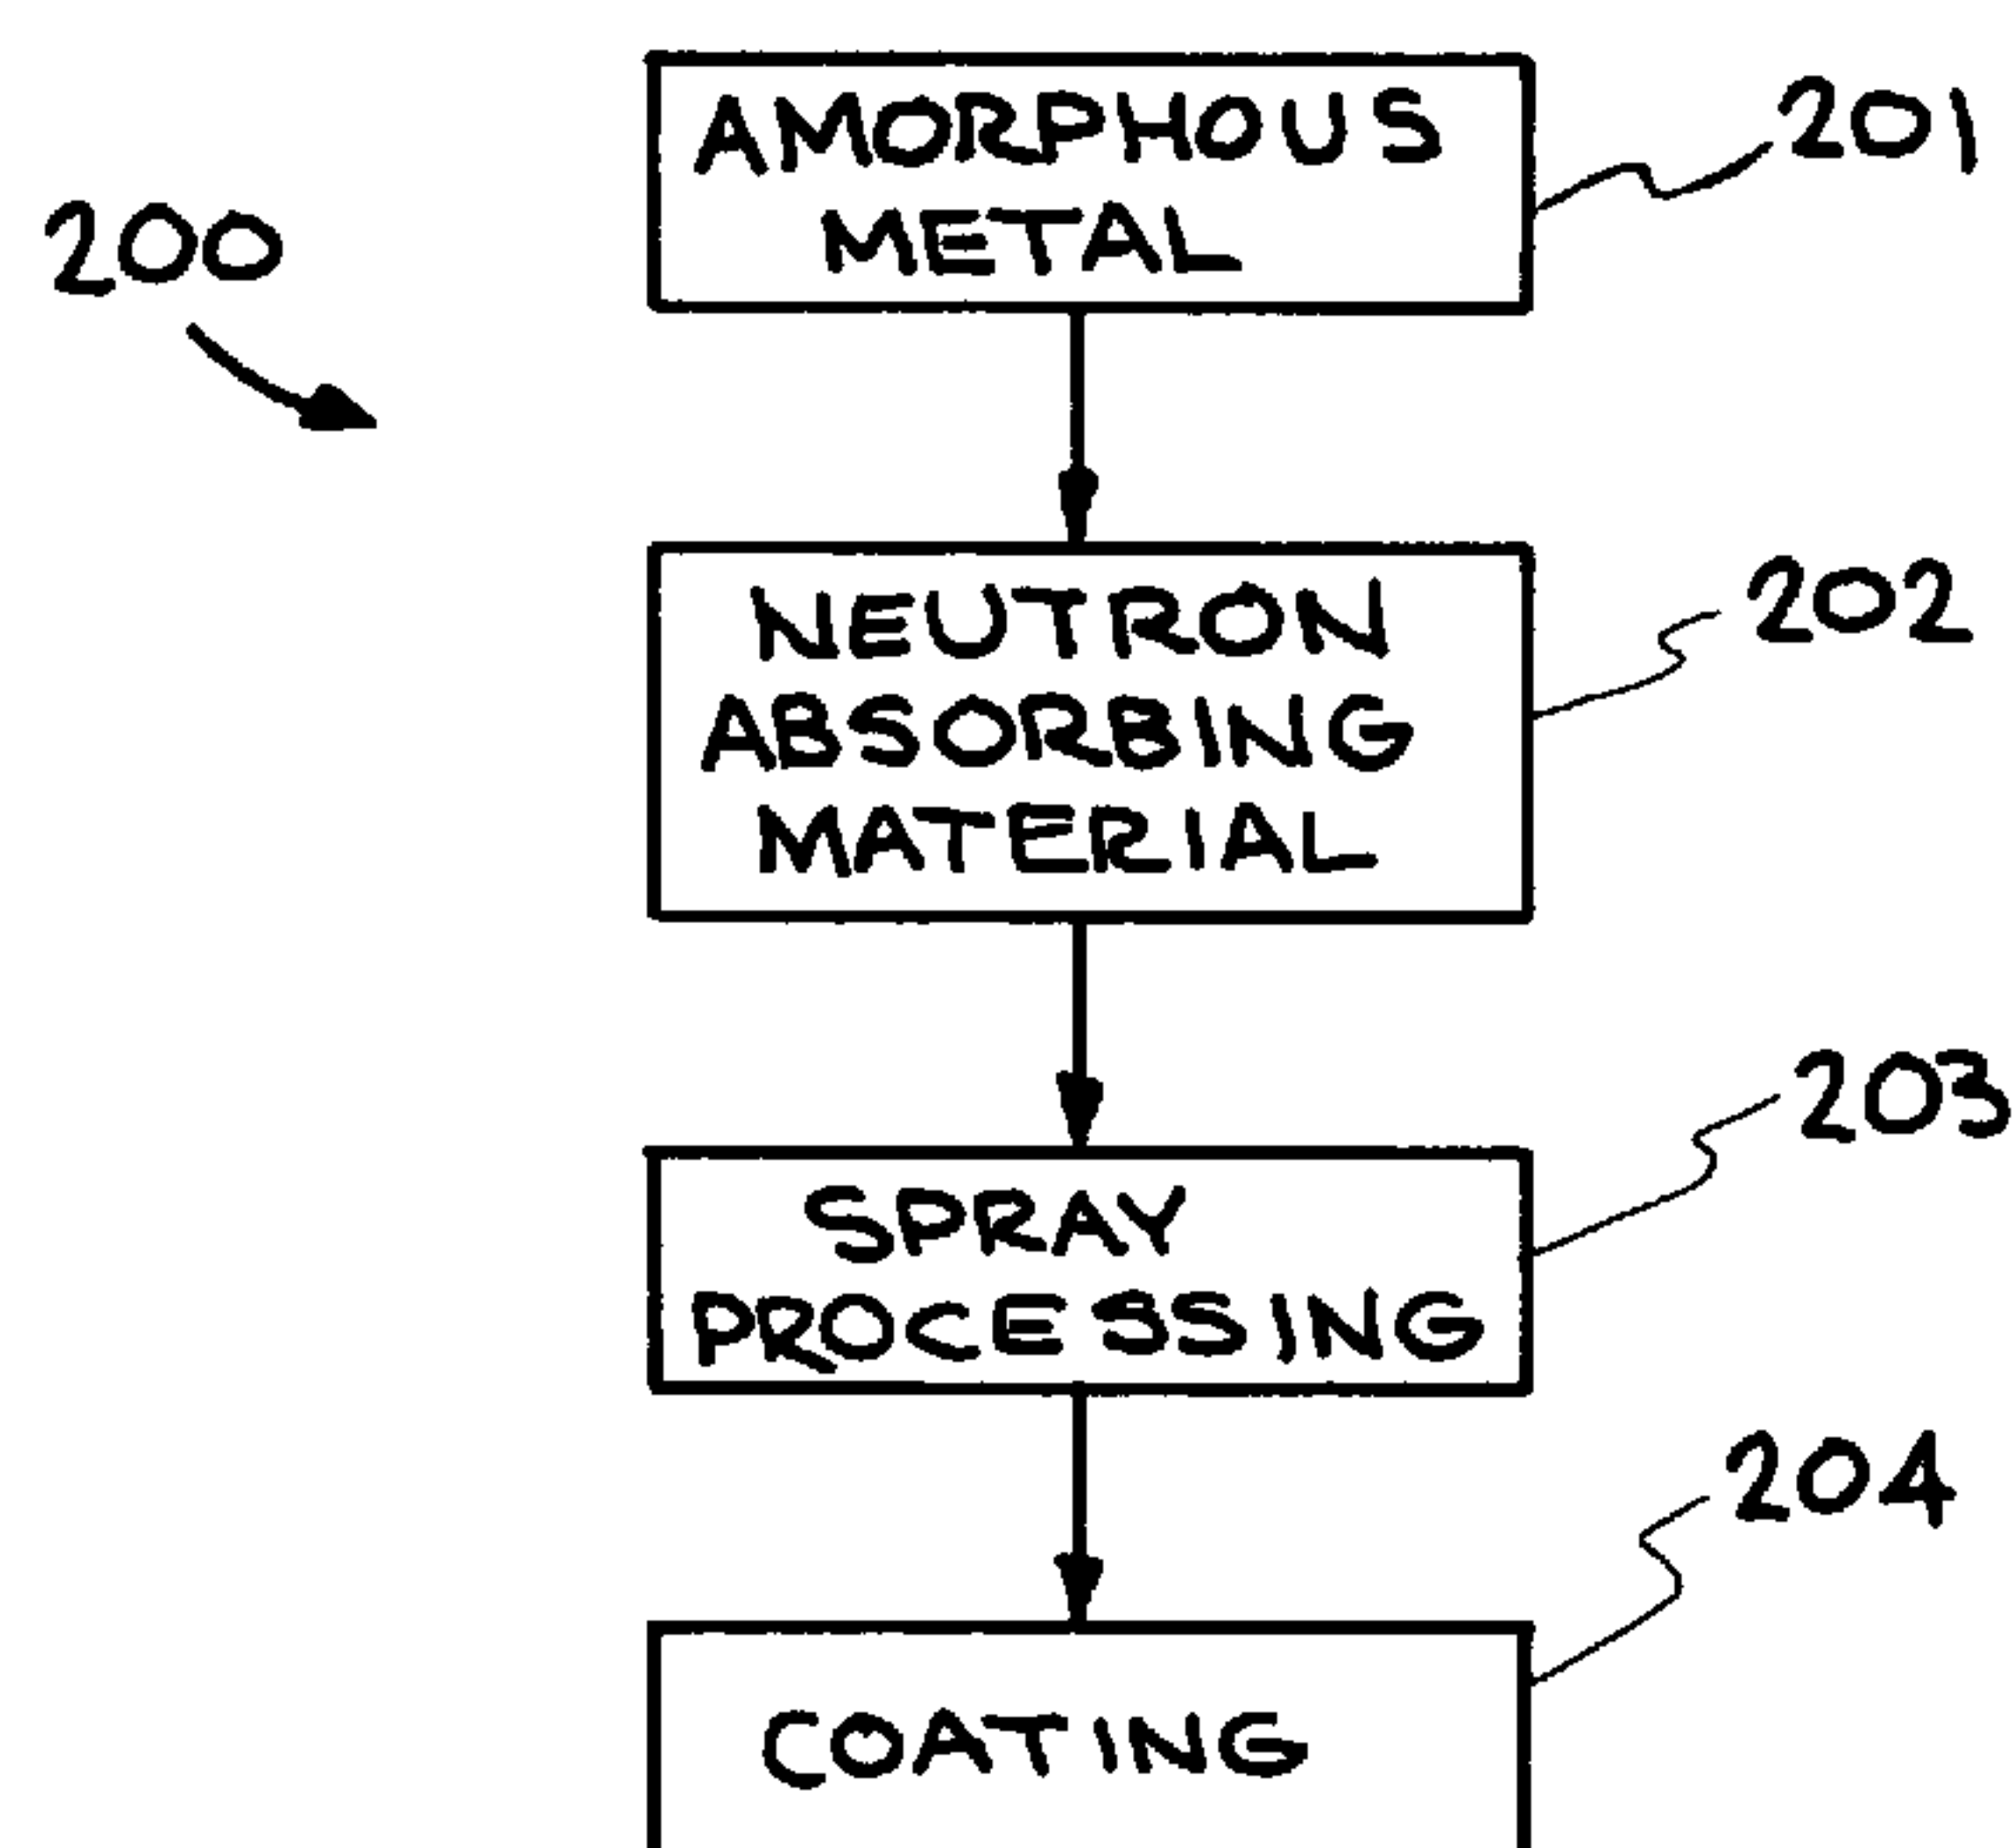 200
AMORPHOUS
METAL
201
NEUTRON
ABSORBING
MATERIAL
202
SPRAY
PROCESSING
203
COATING
204